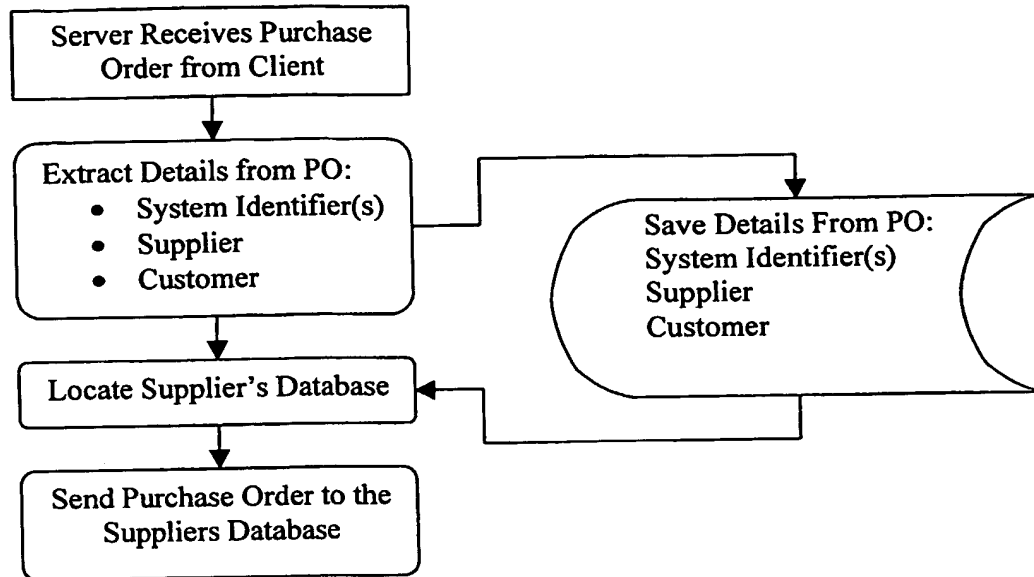 Server Receives Purchase
Order from Client
Extract Details from PO:
• System Identifier(s)
• Supplier
• Customer
Save Details From PO:
System Identifier(s)
Supplier
Customer
Locate Supplier's Database
Send Purchase Order to the
Suppliers Database